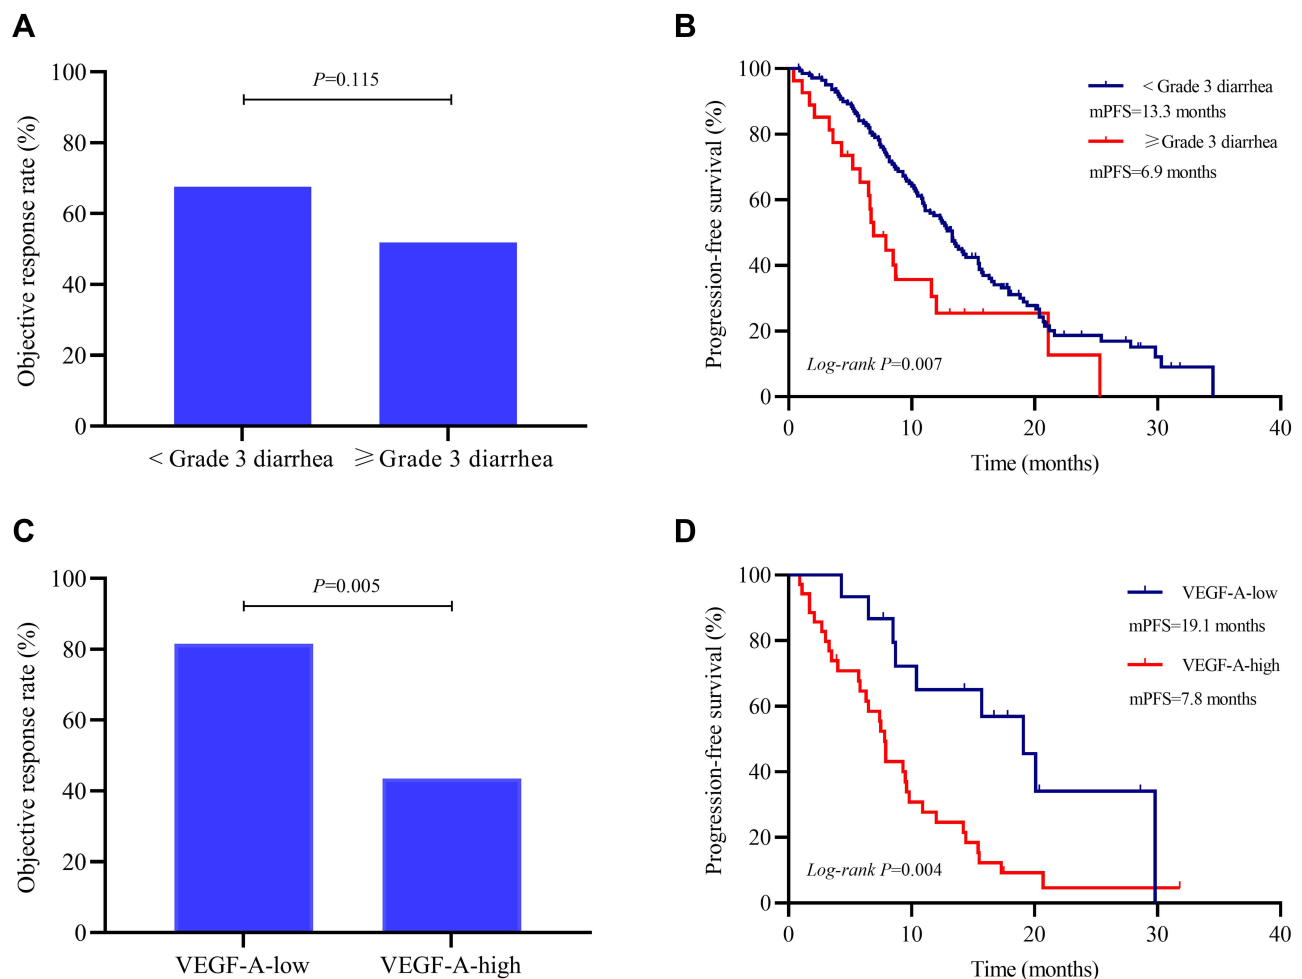 A
Objective response rate (%)
100
80
60
40
20
0
P=0.115
< Grade 3 diarrhea
≥Grade 3 diarrhea
B
Progression-free survival (%)
100
80
60
40
20
0
< Grade 3 diarrhea
mPFS=13.3 months
≥Grade 3 diarrhea
mPFS=6.9 months
Log-rank P=0.007
0 10 20 30 40
Time (months)
C
Objective response rate (%)
100
80
60
40
20
0
P=0.005
VEGF-A-low
VEGF-A-high
D
Progression-free survival (%)
100
80
60
40
20
0
VEGF-A-low
mPFS=19.1 months
VEGF-A-high
mPFS=7.8 months
Log-rank P=0.004
0 10 20 30 40
Time (months)